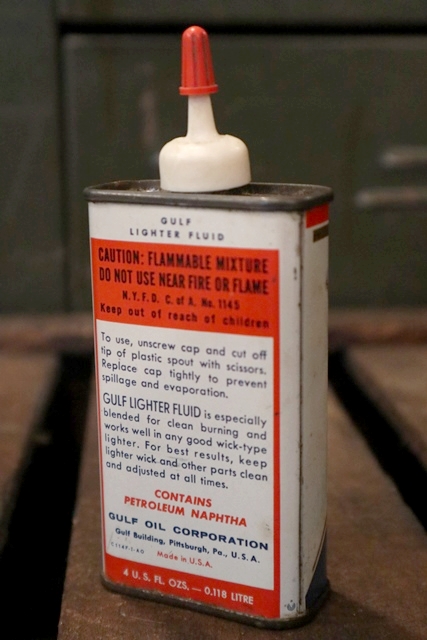 GULF
LIGHTER FLUID
CAUTION: FLAMMABLE MIXTURE
DO NOT USE NEAR FIRE OR FLAME
N.Y.F.D. C. of A. No. 1145
Keep out of reach of children
To use, unscrew cap and cut off
tip of plastic spout with scissors.
Replace cap tightly to prevent
spillage and evaporation.
GULF LIGHTER FLUID is especially
blended for clean burning and
works well in any good wick-type
lighter. For best results, keep
lighter wick and other parts clean
and adjusted at all times.
CONTAINS
PETROLEUM NAPHTHA
GULF OIL CORPORATION
Gulf Building, Pittsburgh, Pa., U. S. A.
Made in U.S.A.
4 U. S. FL. OZS. — 0.118 LITRE